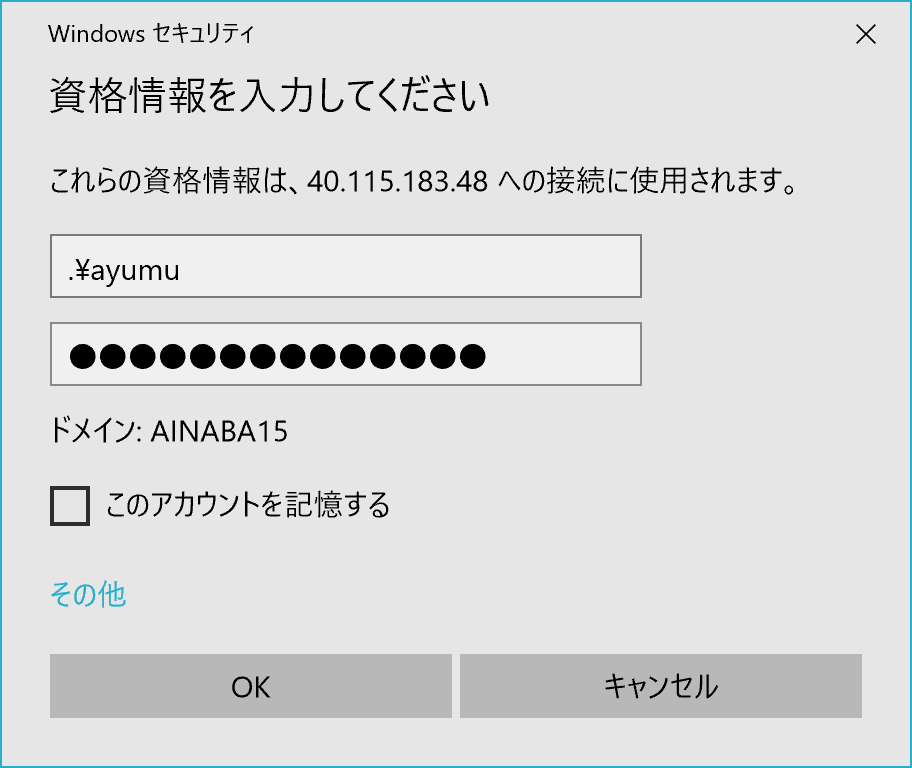 Windows セキュリティ
資格情報を入力してください
これらの資格情報は、40.115.183.48 への接続に使用されます。
.¥ayumu
●●●●●●●●●●●●●●
ドメイン: AINABA15
このアカウントを記憶する
その他
OK
キャンセル